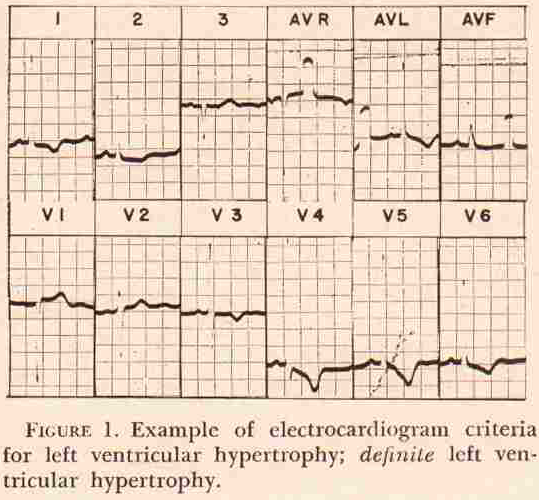 1 2 3 AVR AVL AVF
V1 V2 V3 V4 V5 V6
FIGURE 1. Example of electrocardiogram criteria
for left ventricular hypertrophy; definite left ven-
tricular hypertrophy.